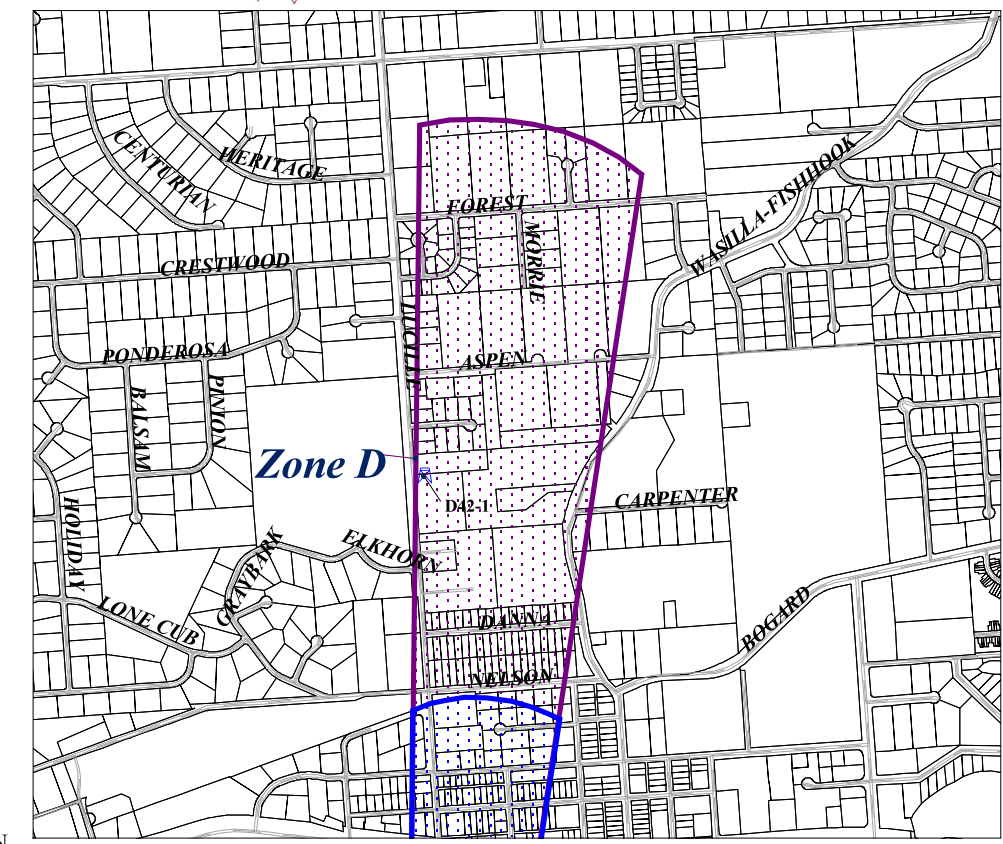 CENTURIAN
HERITAGE
WASILLA-FISHHOOK
FOREST
MORRIE
CRESTWOOD
LUCILLE
PONDEROSA
ASPEN
BALSAM
PINION
Zone D
D42-1
CARPENTER
HOLIDAY
GRAYBARK
ELKHORN
LONE CUB
DANNA
BOGARD
NELSON
N